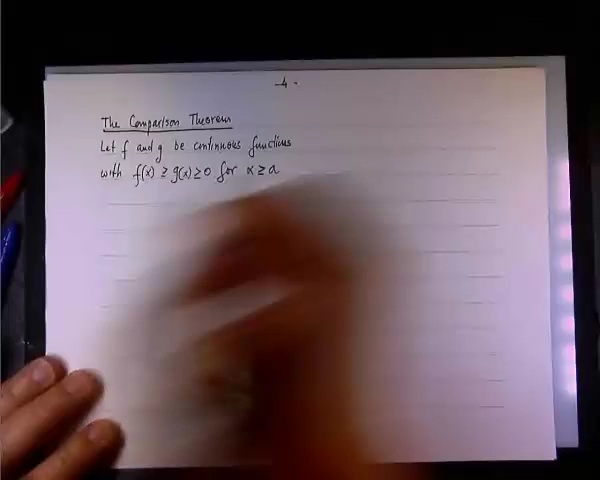 -4-
The Comparison Theorem
Let f and g be continuous functions
with f(x) ≥ g(x) ≥ 0 for x ≥ a